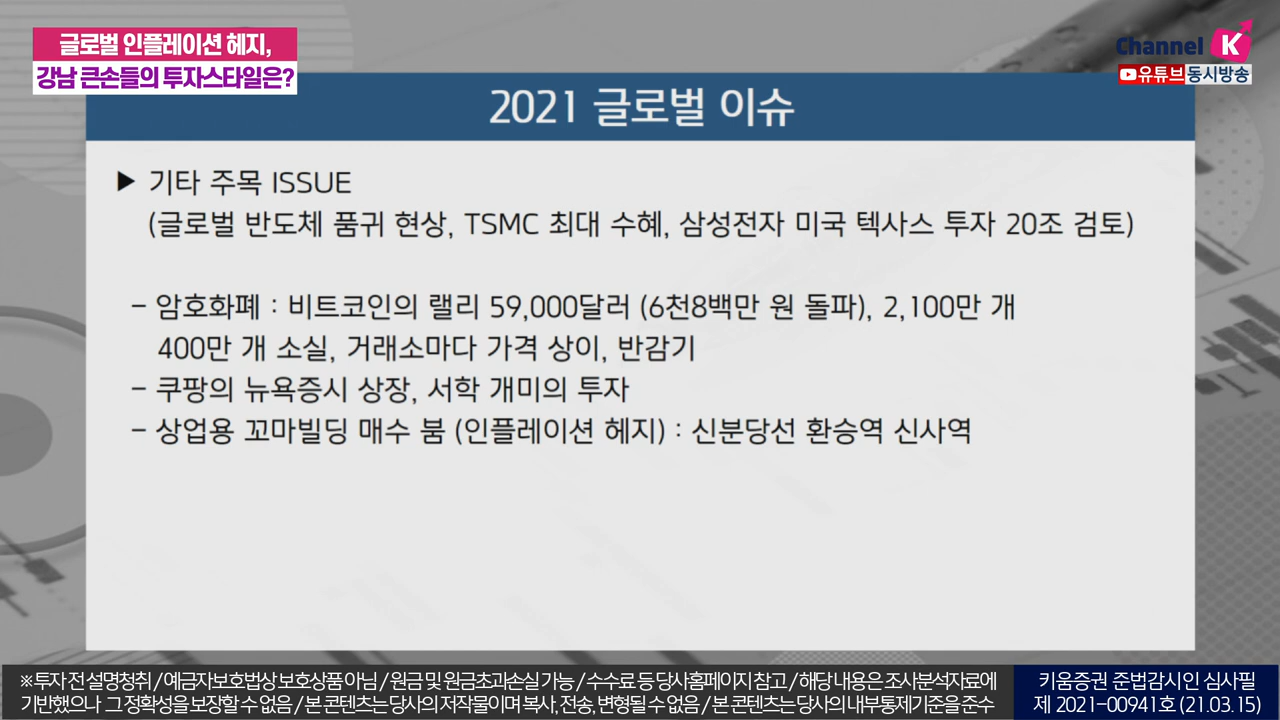 글로벌 인플레이션 헤지,
강남 큰손들의 투자스타일은?
Channel K
유튜브동시방송
2021 글로벌 이슈
▶ 기타 주목 ISSUE
(글로벌 반도체 품귀 현상, TSMC 최대 수혜, 삼성전자 미국 텍사스 투자 20조 검토)
– 암호화폐 : 비트코인의 랠리 59,000달러 (6천8백만 원 돌파), 2,100만 개
400만 개 소실, 거래소마다 가격 상이, 반감기
– 쿠팡의 뉴욕증시 상장, 서학 개미의 투자
– 상업용 꼬마빌딩 매수 붐 (인플레이션 헤지) : 신분당선 환승역 신사역
※ 투자 전 설명청취 / 예금자보호법상 보호상품 아님 / 원금 및 원금초과손실 가능 / 수수료 등 당사홈페이지 참고 / 해당 내용은 조사분석자료에
기반했으나 그 정확성을 보장할 수 없음 / 본 콘텐츠는 당사의 저작물이며 복사, 전송, 변형될 수 없음 / 본 콘텐츠는 당사의 내부통제기준을 준수
키움증권 준법감시인 심사필
제 2021-00941호 (21.03.15)